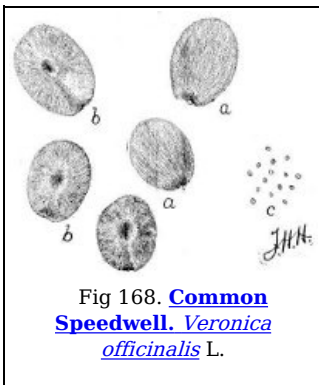 b
a
b
a
c
J.H.H.
Fig 168. Common
Speedwell. Veronica
officinalis L.